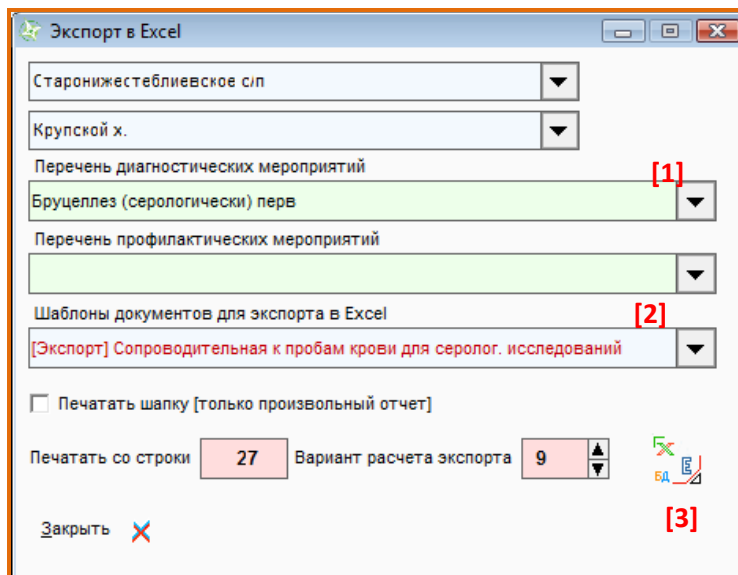 Экспорт в Excel
Старонижестеблиевское с/п
Крупской х.
Перечень диагностических мероприятий
[1]
Бруцеллез (серологически) перв
Перечень профилактических мероприятий
Шаблоны документов для экспорта в Excel
[2]
[Экспорт] Сопроводительная к пробам крови для серолог. исследований
Печатать шапку [только произвольный отчет]
Печатать со строки 27 Вариант расчета экспорта 9
БД E
[3]
Закрыть